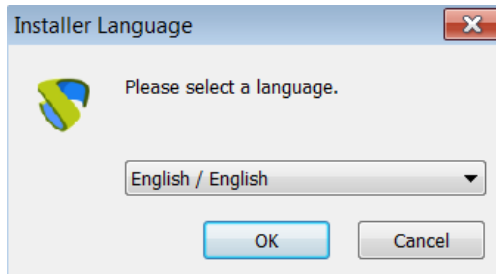 Installer Language
Please select a language.
English / English
OK
Cancel